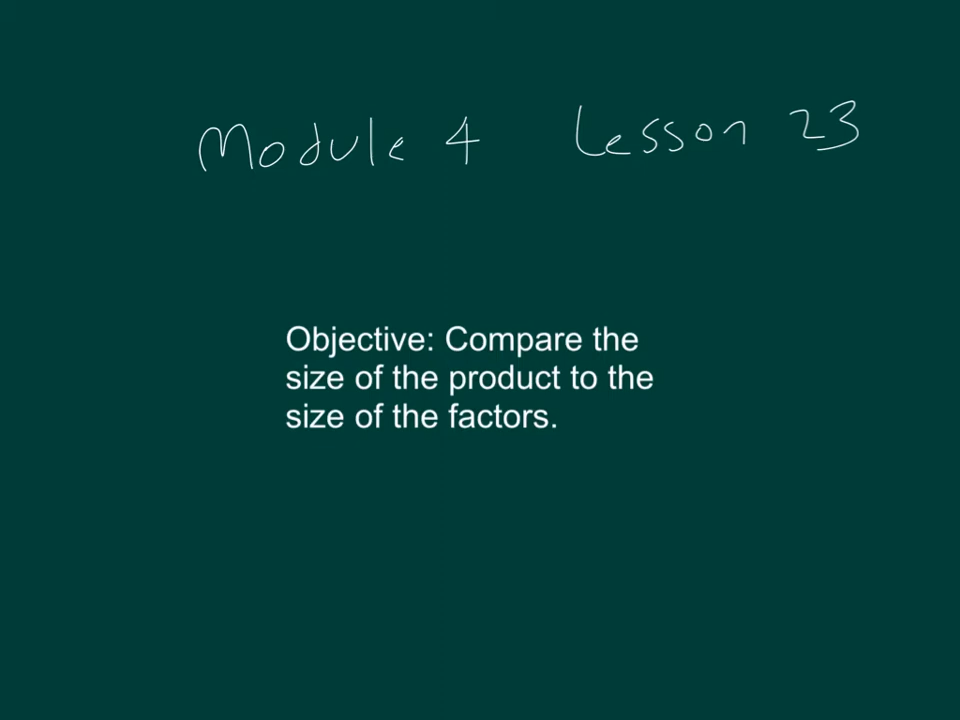 Module 4 Lesson 23
Objective: Compare the
size of the product to the
size of the factors.